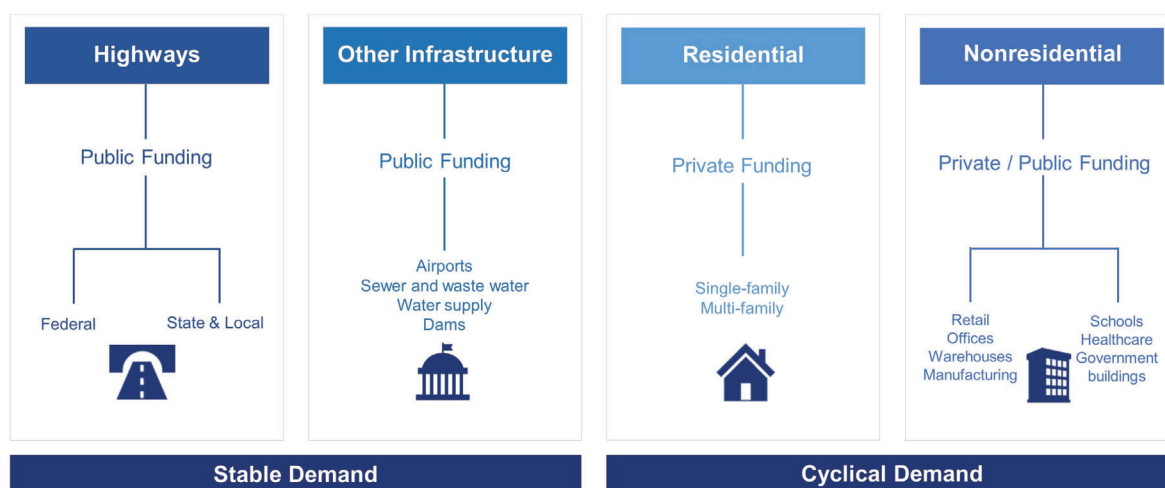 Highways
Public Funding
Federal
State & Local
Other Infrastructure
Public Funding
Airports
Sewer and waste water
Water supply
Dams
Residential
Private Funding
Single-family
Multi-family
Nonresidential
Private / Public Funding
Retail
Offices
Warehouses
Manufacturing
Schools
Healthcare
Government
buildings
Stable Demand
Cyclical Demand